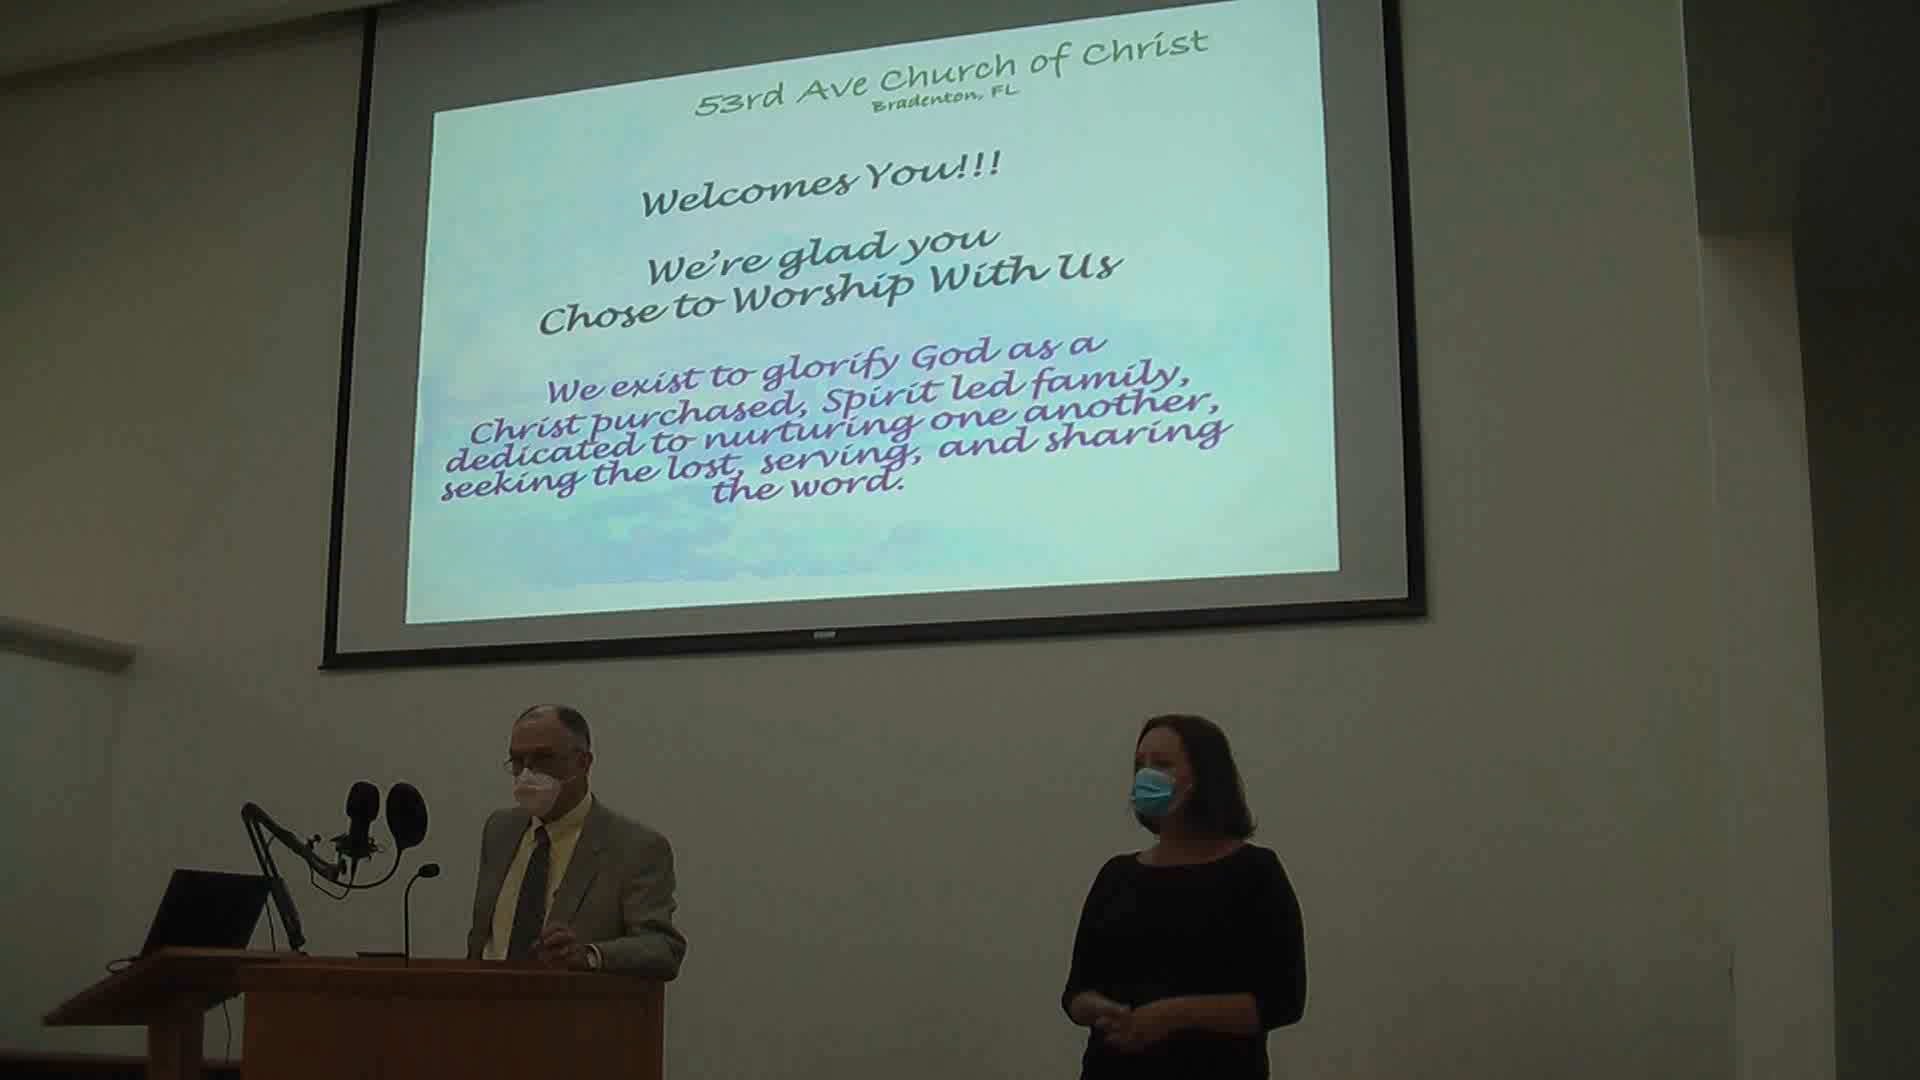 53rd Ave Church of Christ
Bradenton, FL
Welcomes You!!!
We're glad you
Chose to Worship With Us
We exist to glorify God as a
Christ purchased, Spirit led family,
dedicated to nurturing one another,
seeking the lost, serving, and sharing
the word.